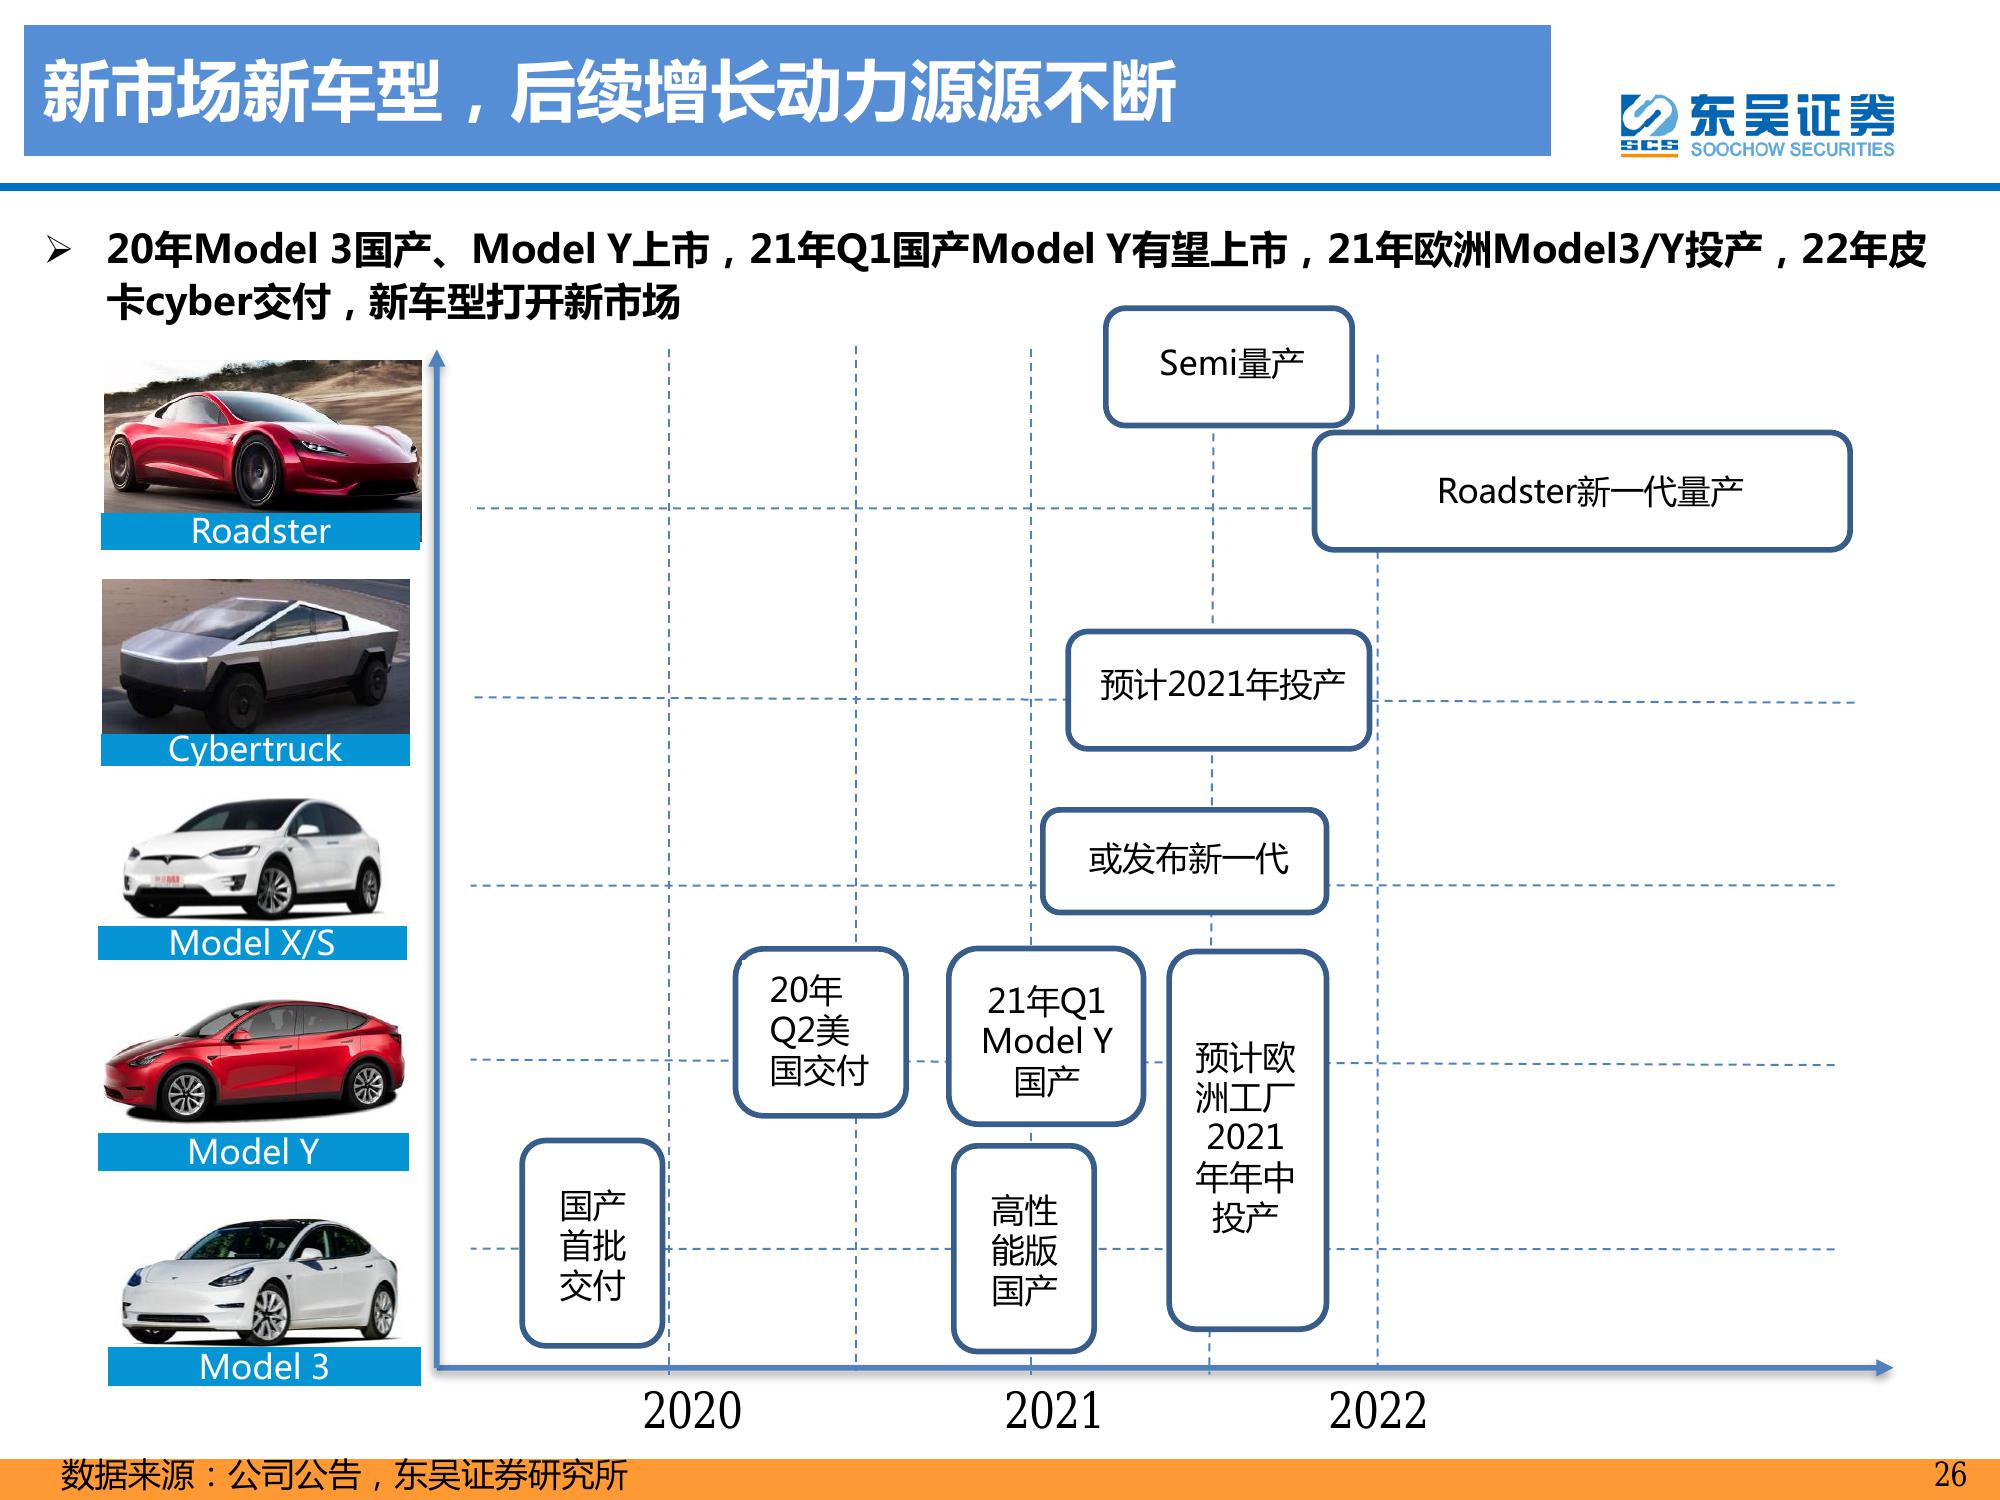 新市场新车型，后续增长动力源源不断
东吴证券
SCS
SOOCHOW SECURITIES
20年Model 3国产、Model Y上市，21年Q1国产Model Y有望上市，21年欧洲Model3/Y投产，22年皮
卡cyber交付，新车型打开新市场
Semi量产
Roadster新一代量产
Roadster
预计2021年投产
Cybertruck
或发布新一代
Model X/S
20年
Q2美
国交付
21年Q1
Model Y
国产
预计欧
洲工厂
2021
年年中
投产
Model Y
国产
首批
交付
高性
能版
国产
Model 3
2020
2021
2022
数据来源：公司公告，东吴证券研究所
26